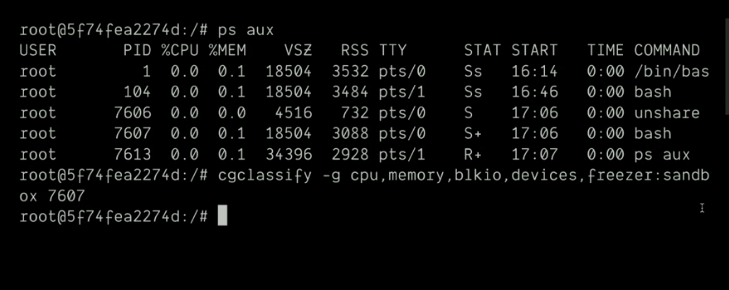 root@5f74fea2274d:/# ps aux
USER       PID %CPU %MEM    VSZ   RSS TTY      STAT START   TIME COMMAND
root         1  0.0  0.1  18504  3532 pts/0    Ss   16:14   0:00 /bin/bas
root       104  0.0  0.1  18504  3484 pts/1    Ss   16:46   0:00 bash
root      7606  0.0  0.0   4516   732 pts/0    S    17:06   0:00 unshare
root      7607  0.0  0.1  18504  3088 pts/0    S+   17:06   0:00 bash
root      7613  0.0  0.1  34396  2928 pts/1    R+   17:07   0:00 ps aux
root@5f74fea2274d:/# cgclassify -g cpu,memory,blkio,devices,freezer:sandb
ox 7607
root@5f74fea2274d:/#